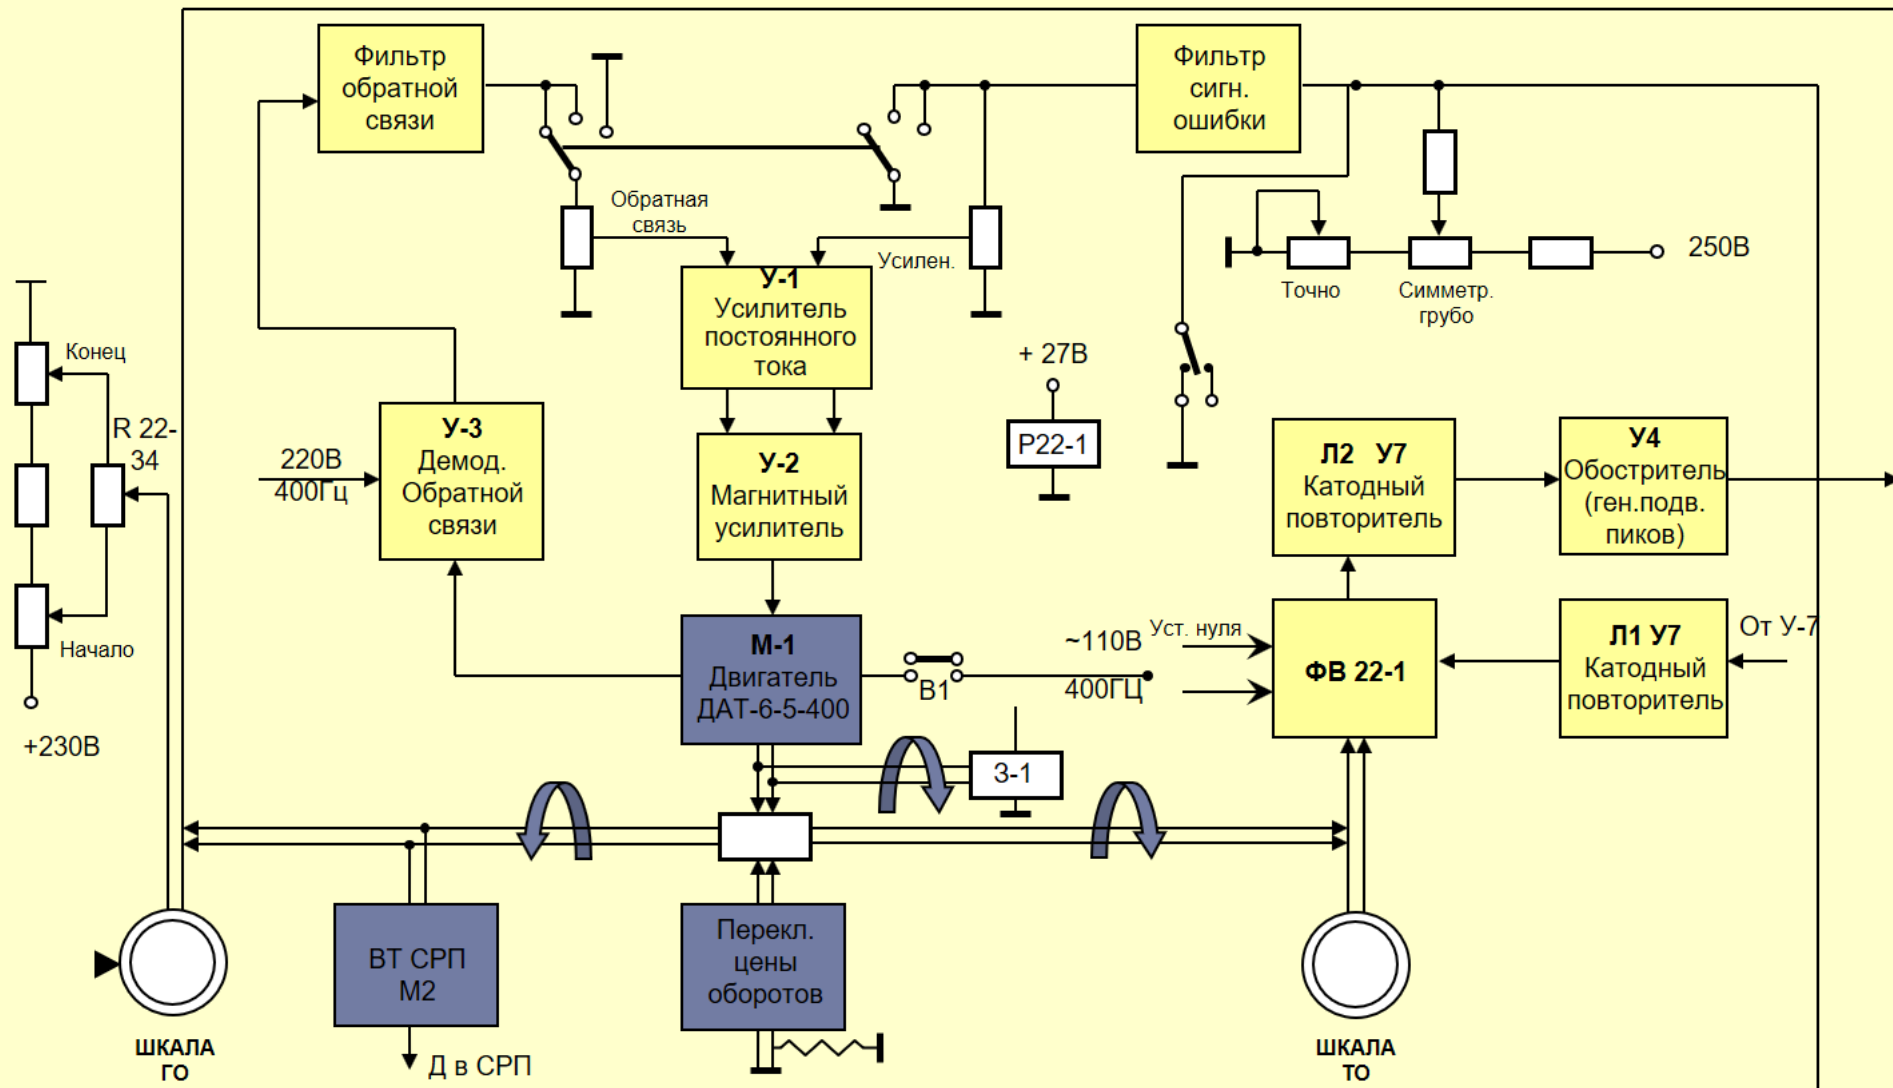 Фильтр
обратной
связи
Фильтр
сигн.
ошибки
Обратная
связь
Усилен.
250В
Точно
Симметр.
грубо
У-1
Усилитель
постоянного
тока
Конец
R 22-
34
Начало
+230В
220В
400Гц
У-3
Демод.
Обратной
связи
У-2
Магнитный
усилитель
+ 27В
Р22-1
Л2 У7
Катодный
повторитель
У4
Обостритель
(ген.подв.
пиков)
М-1
Двигатель
ДАТ-6-5-400
В1
~110В
400ГЦ
Уст. нуля
ФВ 22-1
Л1 У7
Катодный
повторитель
От У-7
З-1
ВТ СРП
М2
Перекл.
цены
оборотов
Д в СРП
ШКАЛА
ГО
ШКАЛА
ТО